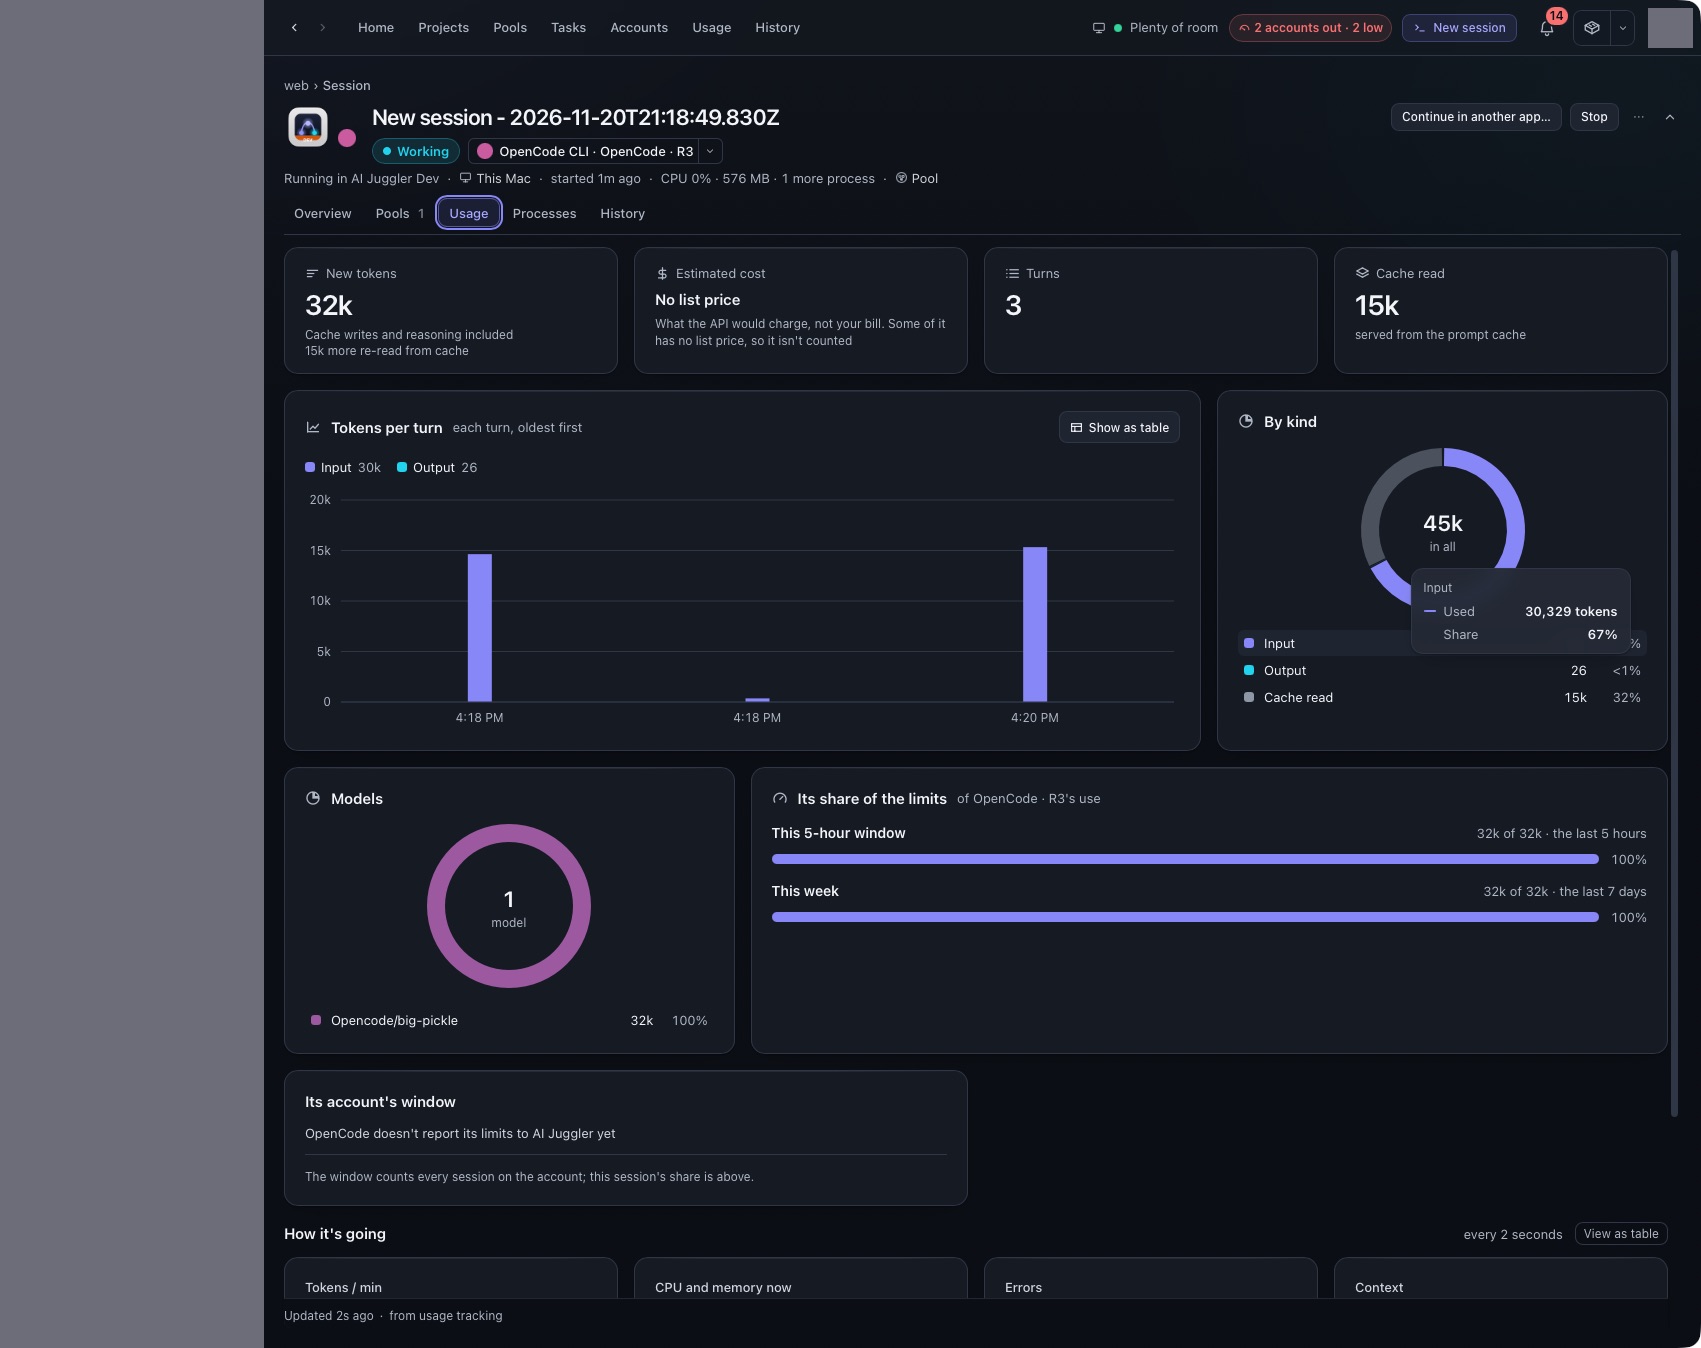 Home Projects Pools Tasks Accounts Usage History
Plenty of room
2 accounts out · 2 low
New session
14
web › Session
New session - 2026-11-20T21:18:49.830Z
Continue in another app...
Stop
Working
OpenCode CLI · OpenCode · R3
Running in AI Juggler Dev · This Mac · started 1m ago · CPU 0% · 576 MB · 1 more process · Pool
Overview Pools 1 Usage Processes History
New tokens
32k
Cache writes and reasoning included
15k more re-read from cache
Estimated cost
No list price
What the API would charge, not your bill. Some of it
has no list price, so it isn't counted
Turns
3
Cache read
15k
served from the prompt cache
Tokens per turn each turn, oldest first
Show as table
Input 30k Output 26
20k
15k
10k
5k
0
4:18 PM 4:18 PM 4:20 PM
By kind
45k
in all
Input
Used 30,329 tokens
Share 67%
Input %
Output 26 <1%
Cache read 15k 32%
Models
1
model
Opencode/big-pickle 32k 100%
Its share of the limits of OpenCode · R3's use
This 5-hour window 32k of 32k · the last 5 hours
100%
This week 32k of 32k · the last 7 days
100%
Its account's window
OpenCode doesn't report its limits to AI Juggler yet
The window counts every session on the account; this session's share is above.
How it's going
every 2 seconds
View as table
Tokens / min
CPU and memory now
Errors
Context
Updated 2s ago · from usage tracking